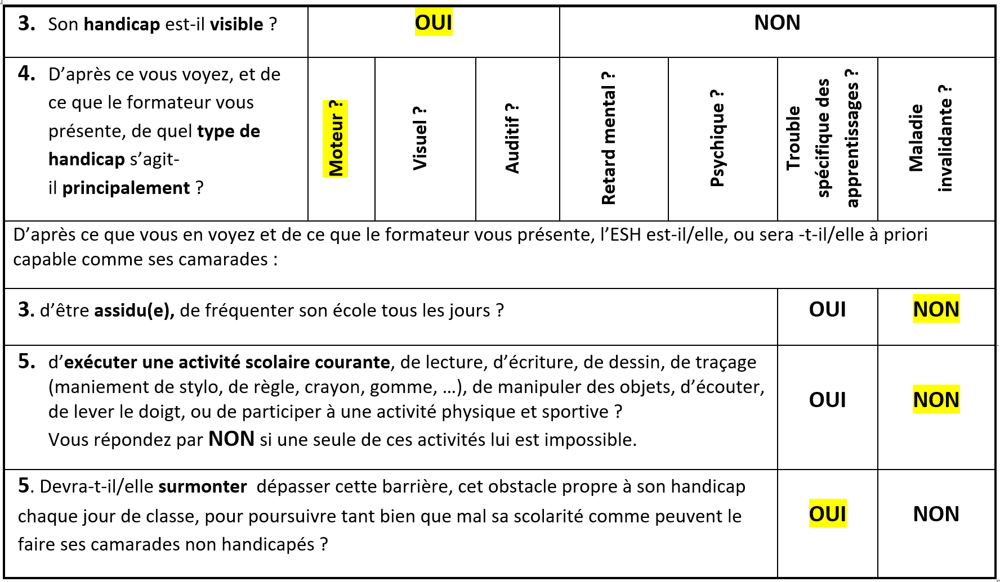 3. Son handicap est-il visible ?
OUI
NON
4. D’après ce vous voyez, et de
ce que le formateur vous
présente, de quel type de
handicap s’agit-
il principalement ?
Moteur ?
Visuel ?
Auditif ?
Retard mental ?
Psychique ?
Trouble
spécifique des
apprentissages ?
Maladie
invalidante ?
D’après ce que vous en voyez et de ce que le formateur vous présente, l’ESH est-il/elle, ou sera -t-il/elle à priori
capable comme ses camarades :
3. d’être assidu(e), de fréquenter son école tous les jours ?
OUI
NON
5. d’exécuter une activité scolaire courante, de lecture, d’écriture, de dessin, de traçage
(maniement de stylo, de règle, crayon, gomme, …), de manipuler des objets, d’écouter,
de lever le doigt, ou de participer à une activité physique et sportive ?
Vous répondez par NON si une seule de ces activités lui est impossible.
OUI
NON
5. Devra-t-il/elle surmonter  dépasser cette barrière, cet obstacle propre à son handicap
chaque jour de classe, pour poursuivre tant bien que mal sa scolarité comme peuvent le
faire ses camarades non handicapés ?
OUI
NON